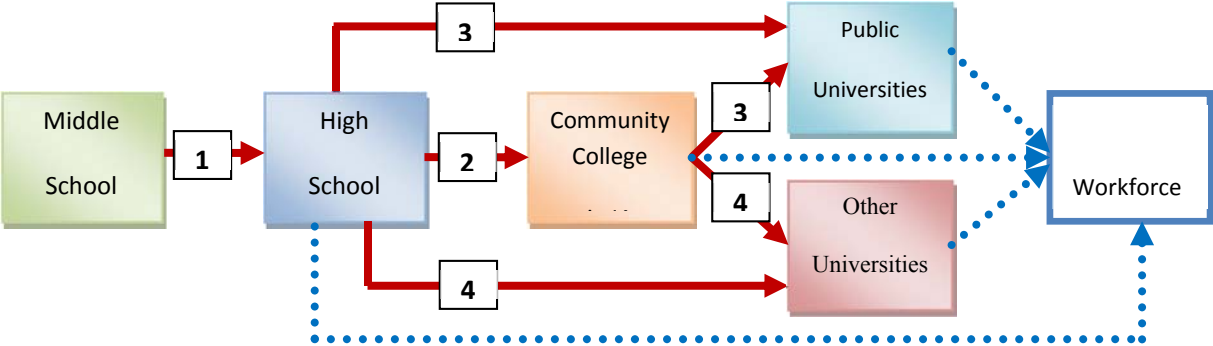 3
Public
Universities
Middle
School
1
High
School
2
Community
College
3
4
Workforce
Other
Universities
4